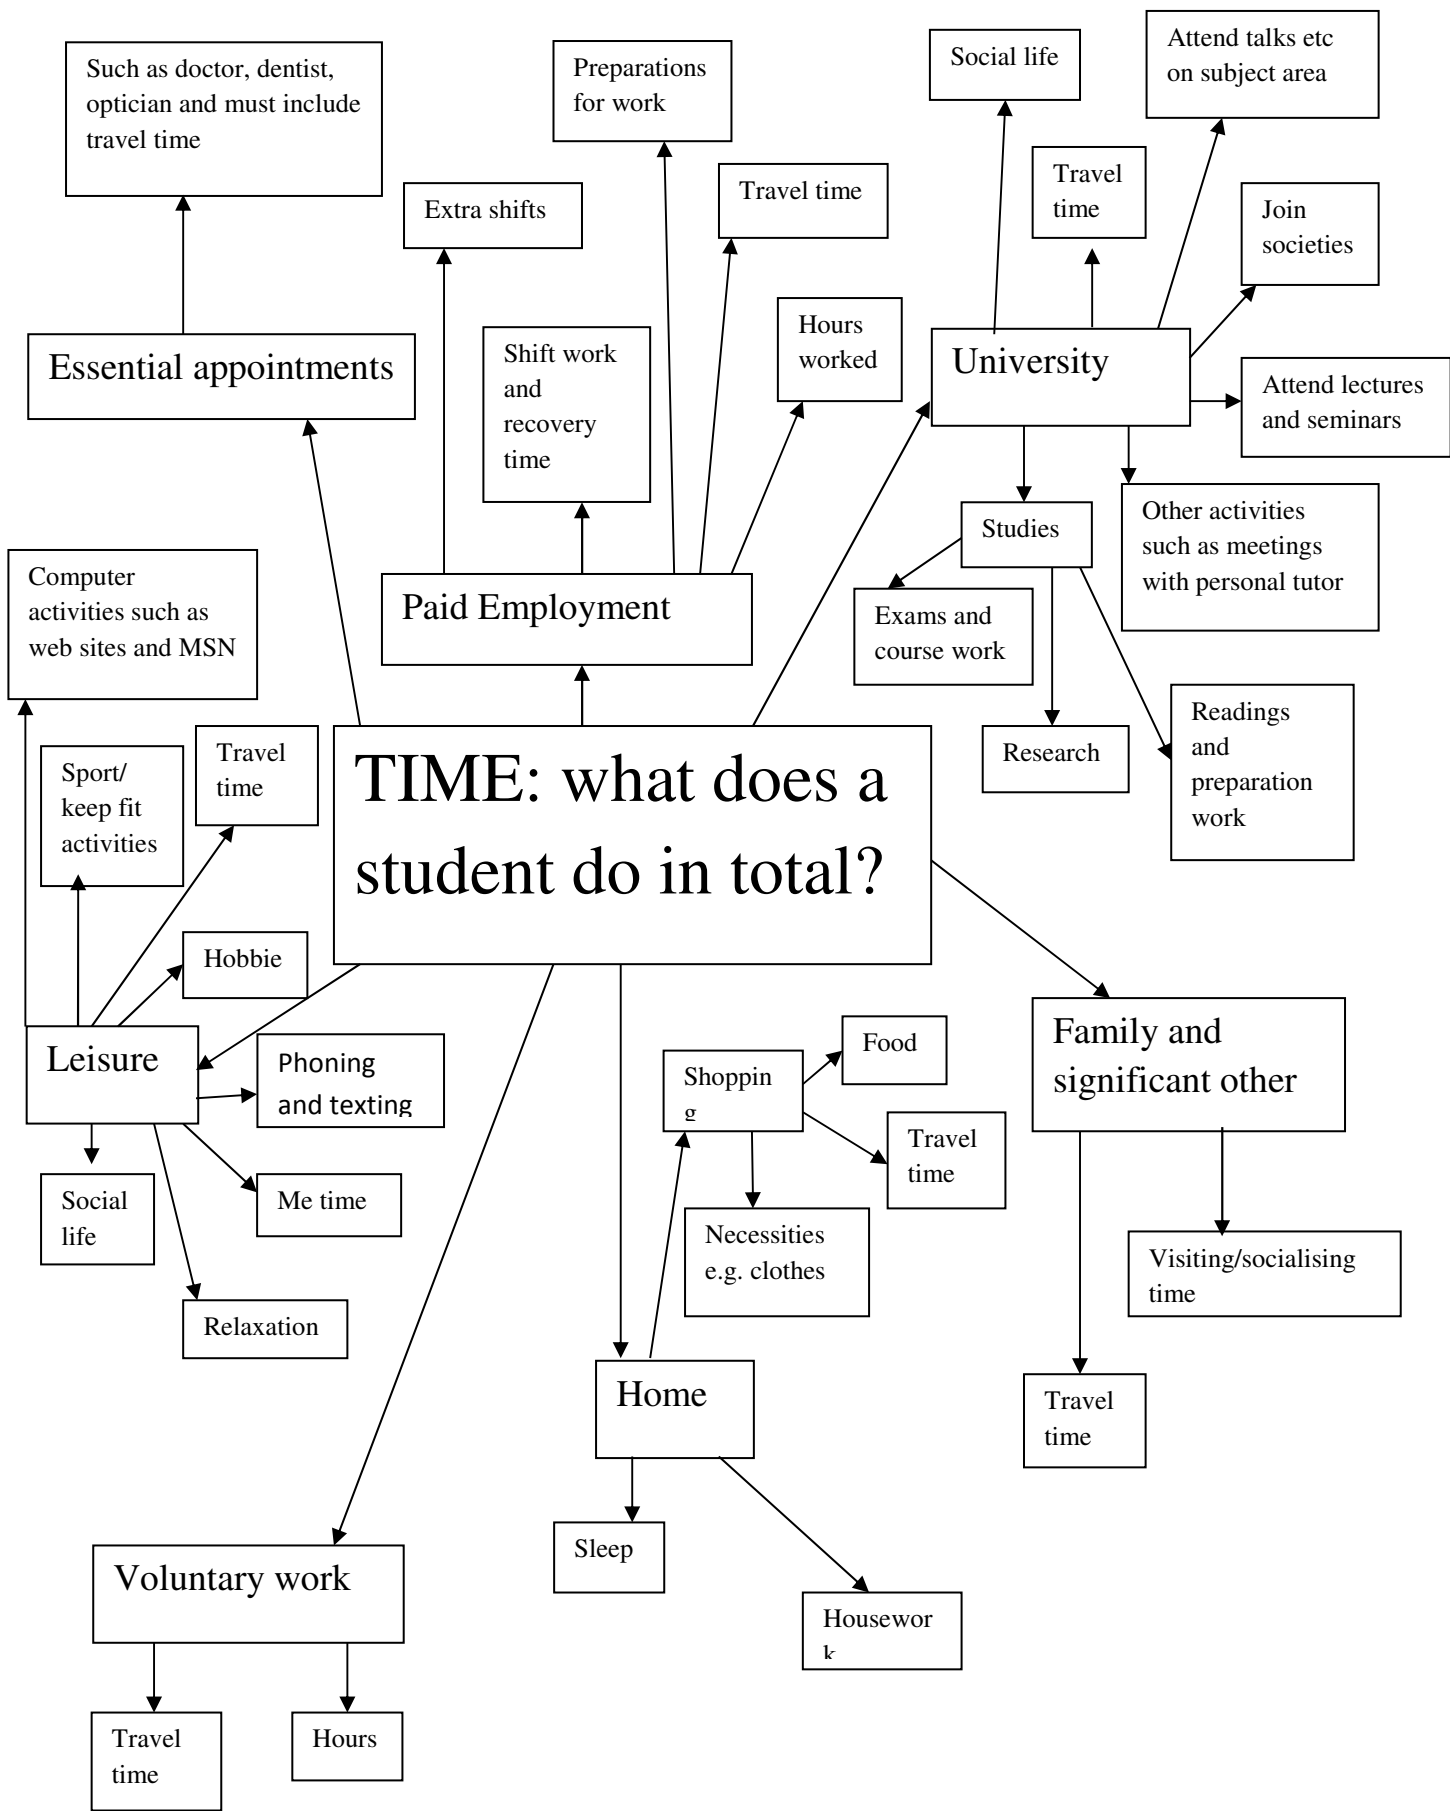 Such as doctor, dentist,
optician and must include
travel time
Preparations
for work
Social life
Attend talks etc
on subject area
Extra shifts
Travel time
Travel
time
Join
societies
Essential appointments
Shift work
and
recovery
time
Hours
worked
University
Attend lectures
and seminars
Computer
activities such as
web sites and MSN
Paid Employment
Studies
Other activities
such as meetings
with personal tutor
Exams and
course work
Sport/
keep fit
activities
Travel
time
TIME: what does a
student do in total?
Research
Readings
and
preparation
work
Hobbie
Leisure
Phoning
and texting
Shoppin
g
Food
Family and
significant other
Travel
time
Social
life
Me time
Necessities
e.g. clothes
Visiting/socialising
time
Relaxation
Home
Travel
time
Sleep
Voluntary work
Housewor
k
Travel
time
Hours